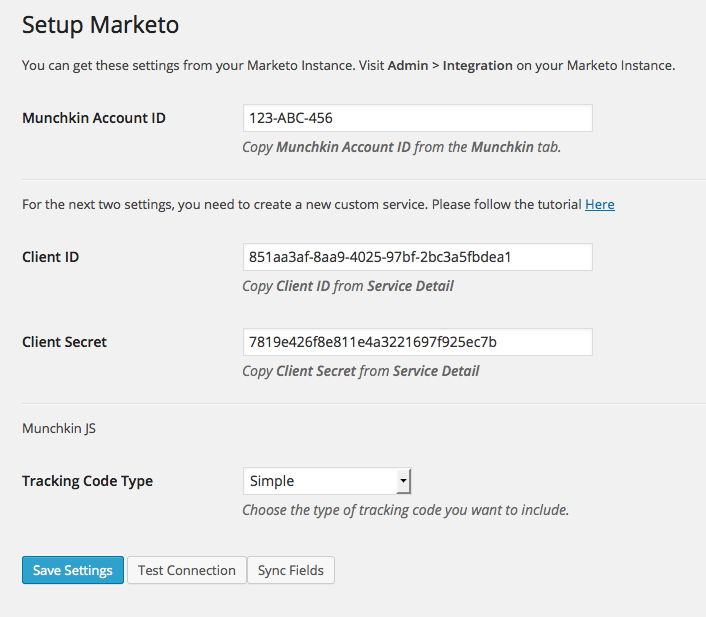 Setup Marketo
You can get these settings from your Marketo Instance. Visit Admin > Integration on your Marketo Instance.
Munchkin Account ID
123-ABC-456
Copy Munchkin Account ID from the Munchkin tab.
For the next two settings, you need to create a new custom service. Please follow the tutorial Here
Client ID
851aa3af-8aa9-4025-97bf-2bc3a5fbdea1
Copy Client ID from Service Detail
Client Secret
7819e426f8e811e4a3221697f925ec7b
Copy Client Secret from Service Detail
Munchkin JS
Tracking Code Type
Simple
Choose the type of tracking code you want to include.
Save Settings Test Connection Sync Fields